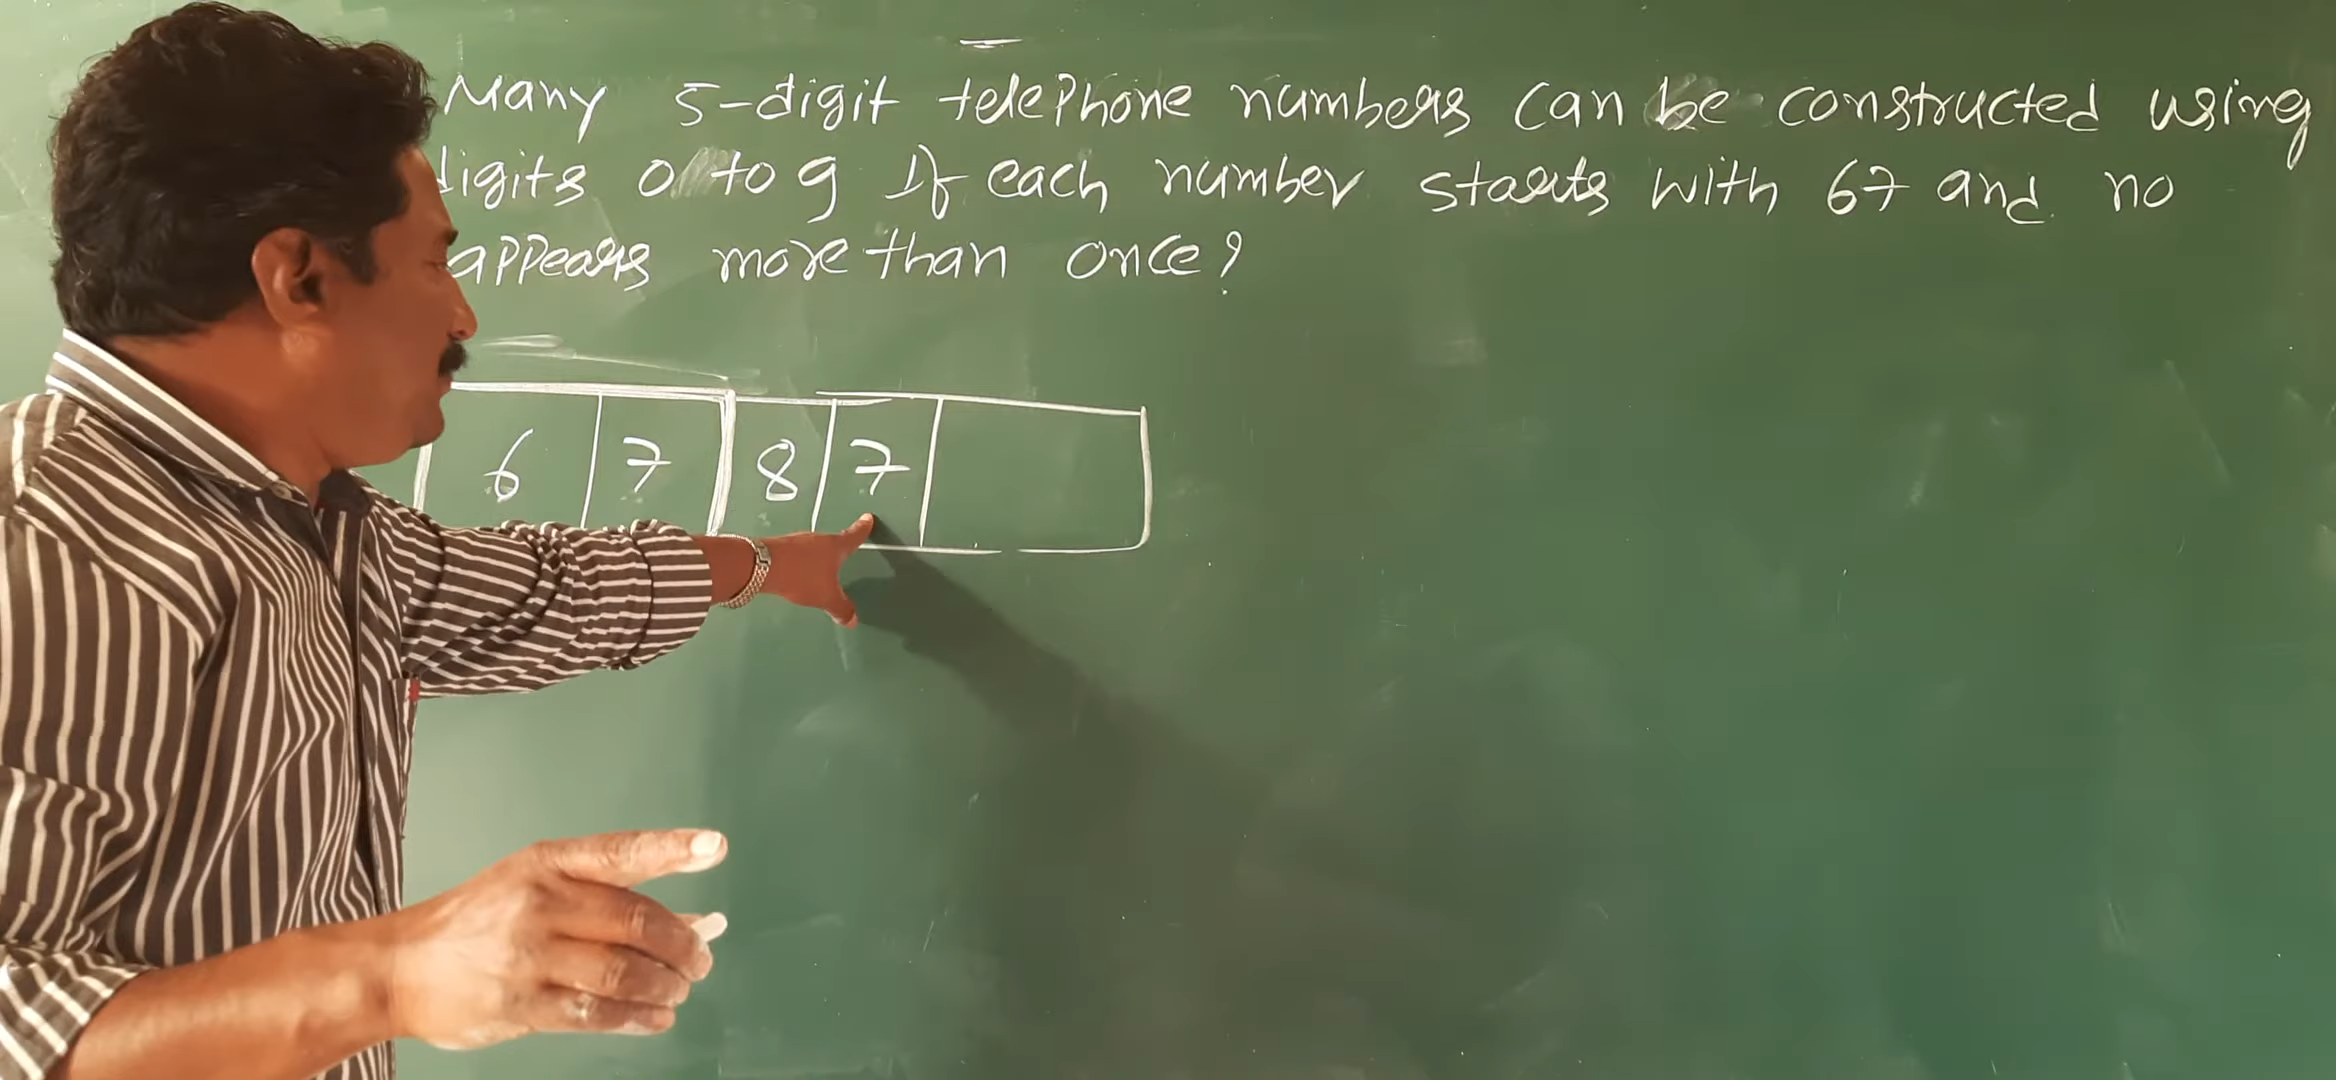 Many 5-digit telephone numbers can be constructed using
digits 0 to 9 If each number starts with 67 and no
appears more than once?
6 7 8 7